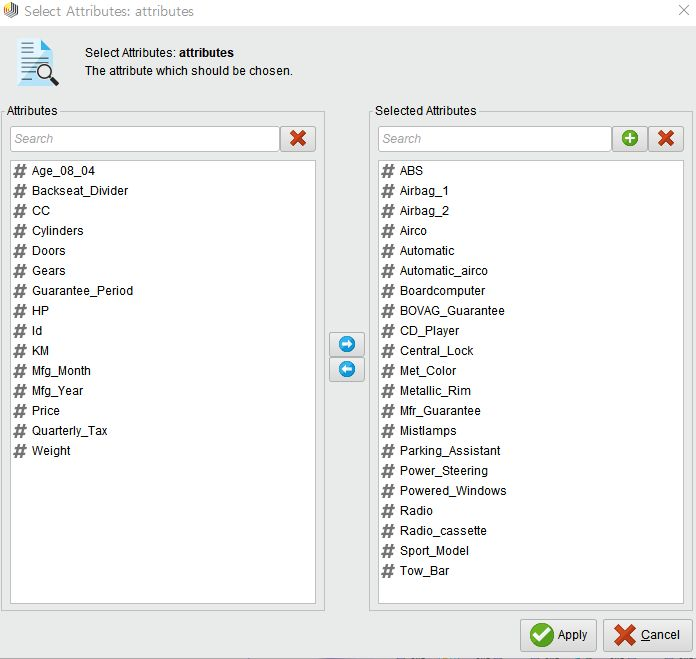 Select Attributes: attributes
Select Attributes: attributes
The attribute which should be chosen.
Attributes
Search
Age_08_04
Backseat_Divider
CC
Cylinders
Doors
Gears
Guarantee_Period
HP
Id
KM
Mfg_Month
Mfg_Year
Price
Quarterly_Tax
Weight
Selected Attributes
Search
ABS
Airbag_1
Airbag_2
Airco
Automatic
Automatic_airco
Boardcomputer
BOVAG_Guarantee
CD_Player
Central_Lock
Met_Color
Metallic_Rim
Mfr_Guarantee
Mistlamps
Parking_Assistant
Power_Steering
Powered_Windows
Radio
Radio_cassette
Sport_Model
Tow_Bar
Apply
Cancel